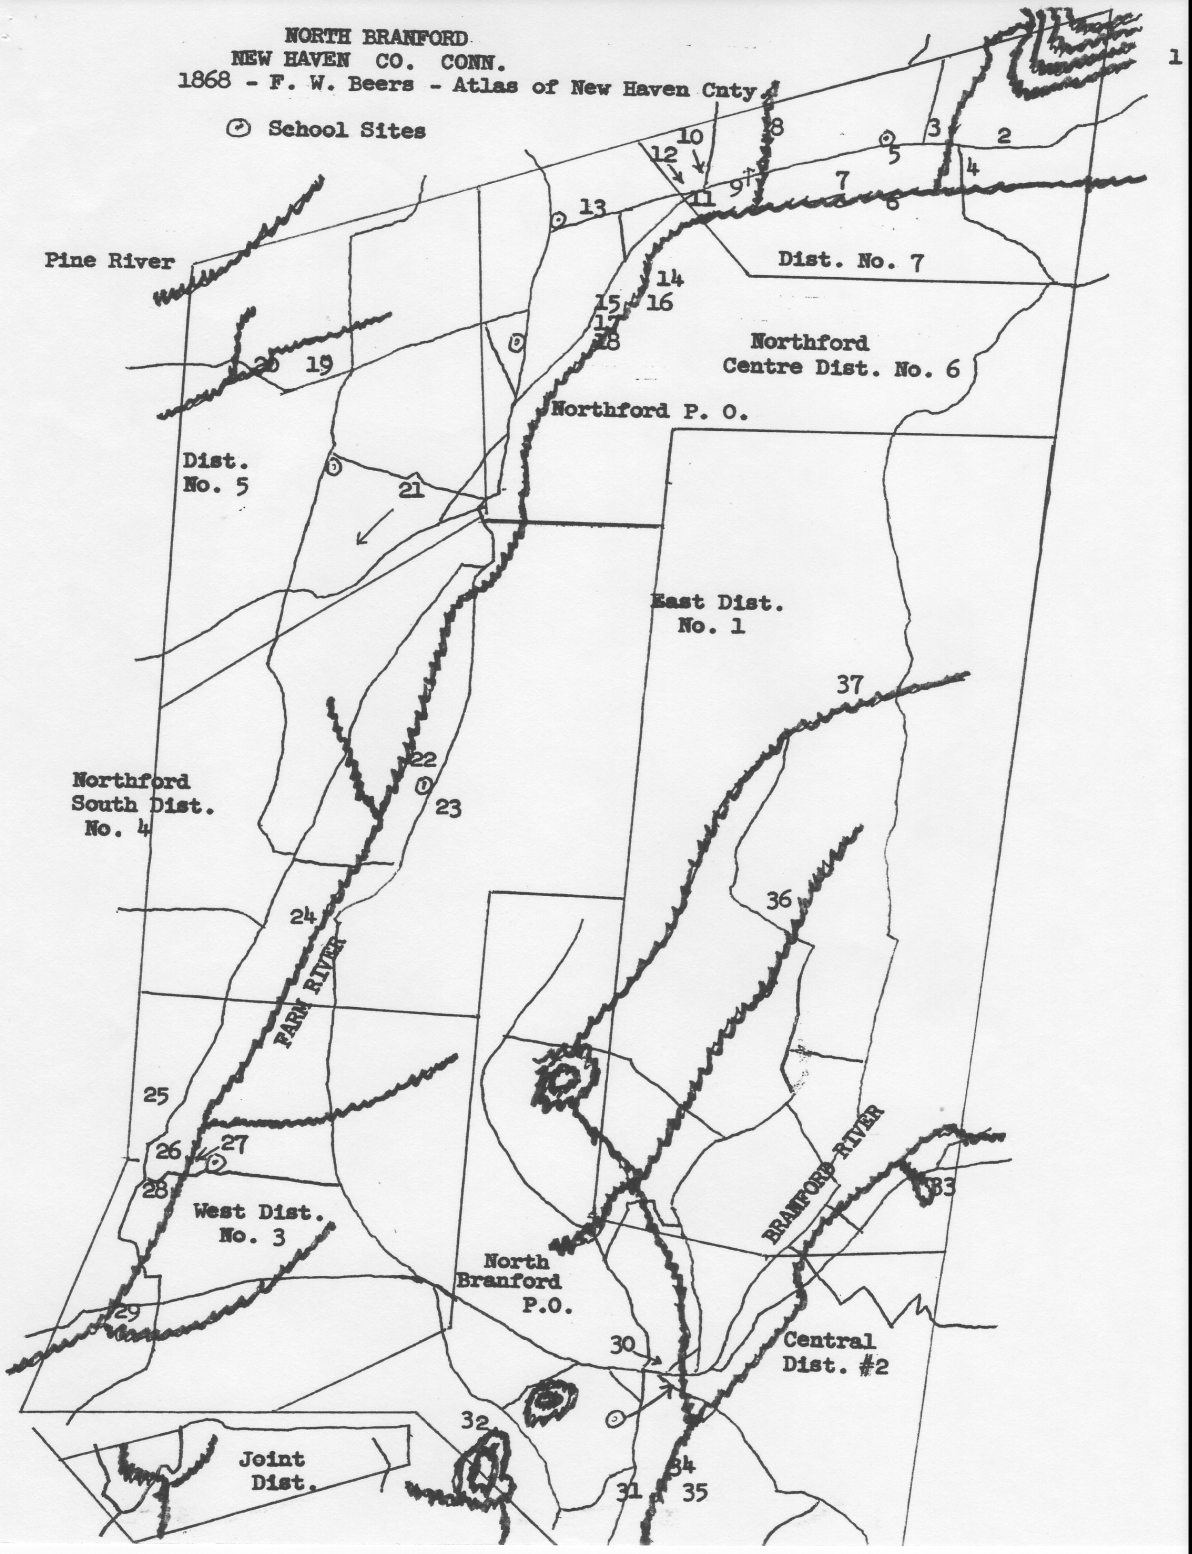 NORTH BRANFORD
NEW HAVEN CO. CONN.
1868 - F. W. Beers - Atlas of New Haven Cnty.
School Sites
1
10
8
3
2
12
5
4
9
7
11
6
13
Pine River
Dist. No. 7
14
15
16
17
18
Northford
Centre Dist. No. 6
20
19
Northford P. O.
Dist.
No. 5
21
East Dist.
No. 1
37
22
23
Northford
South Dist.
No. 4
36
24
FARM RIVER
25
26
27
28
BRANFORD RIVER
33
West Dist.
No. 3
North
Branford
P.O.
29
30
Central
Dist. #2
32
Joint
Dist.
34
31
35